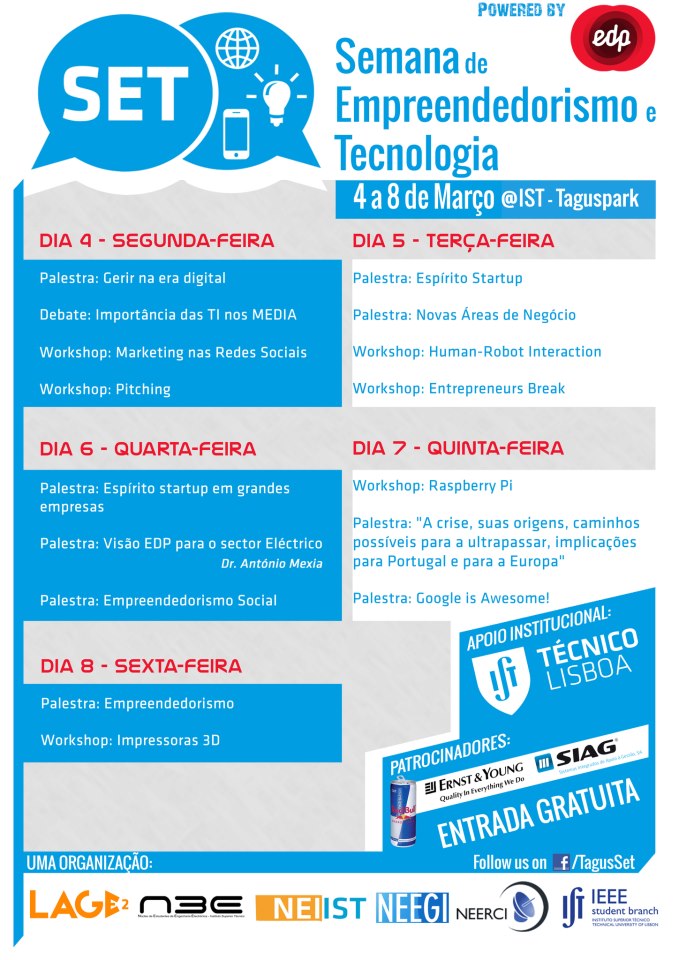 POWERED BY
edp
SET
Semana de
Empreendedorismo e
Tecnologia
4 a 8 de Março @IST - Taguspark
DIA 4 - SEGUNDA-FEIRA
Palestra: Gerir na era digital
Debate: Importância das TI nos MEDIA
Workshop: Marketing nas Redes Sociais
Workshop: Pitching
DIA 5 - TERÇA-FEIRA
Palestra: Espírito Startup
Palestra: Novas Áreas de Negócio
Workshop: Human-Robot Interaction
Workshop: Entrepreneurs Break
DIA 6 - QUARTA-FEIRA
Palestra: Espírito startup em grandes
empresas
Palestra: Visão EDP para o sector Eléctrico
Dr. António Mexia
Palestra: Empreendedorismo Social
DIA 7 - QUINTA-FEIRA
Workshop: Raspberry Pi
Palestra: "A crise, suas origens, caminhos
possíveis para a ultrapassar, implicações
para Portugal e para a Europa"
Palestra: Google is Awesome!
DIA 8 - SEXTA-FEIRA
Palestra: Empreendedorismo
Workshop: Impressoras 3D
APOIO INSTITUCIONAL:
TÉCNICO
LISBOA
PATROCINADORES:
Red Bull
ERNST & YOUNG
Quality In Everything We Do
SIAG
ENTRADA GRATUITA
UMA ORGANIZAÇÃO:
Follow us on f/TagusSet
LAGE2
N3E
NEIIST
NEEGI
NEERCI
IEEE
student branch
INSTITUTO SUPERIOR TÉCNICO
TECHNICAL UNIVERSITY OF LISBON